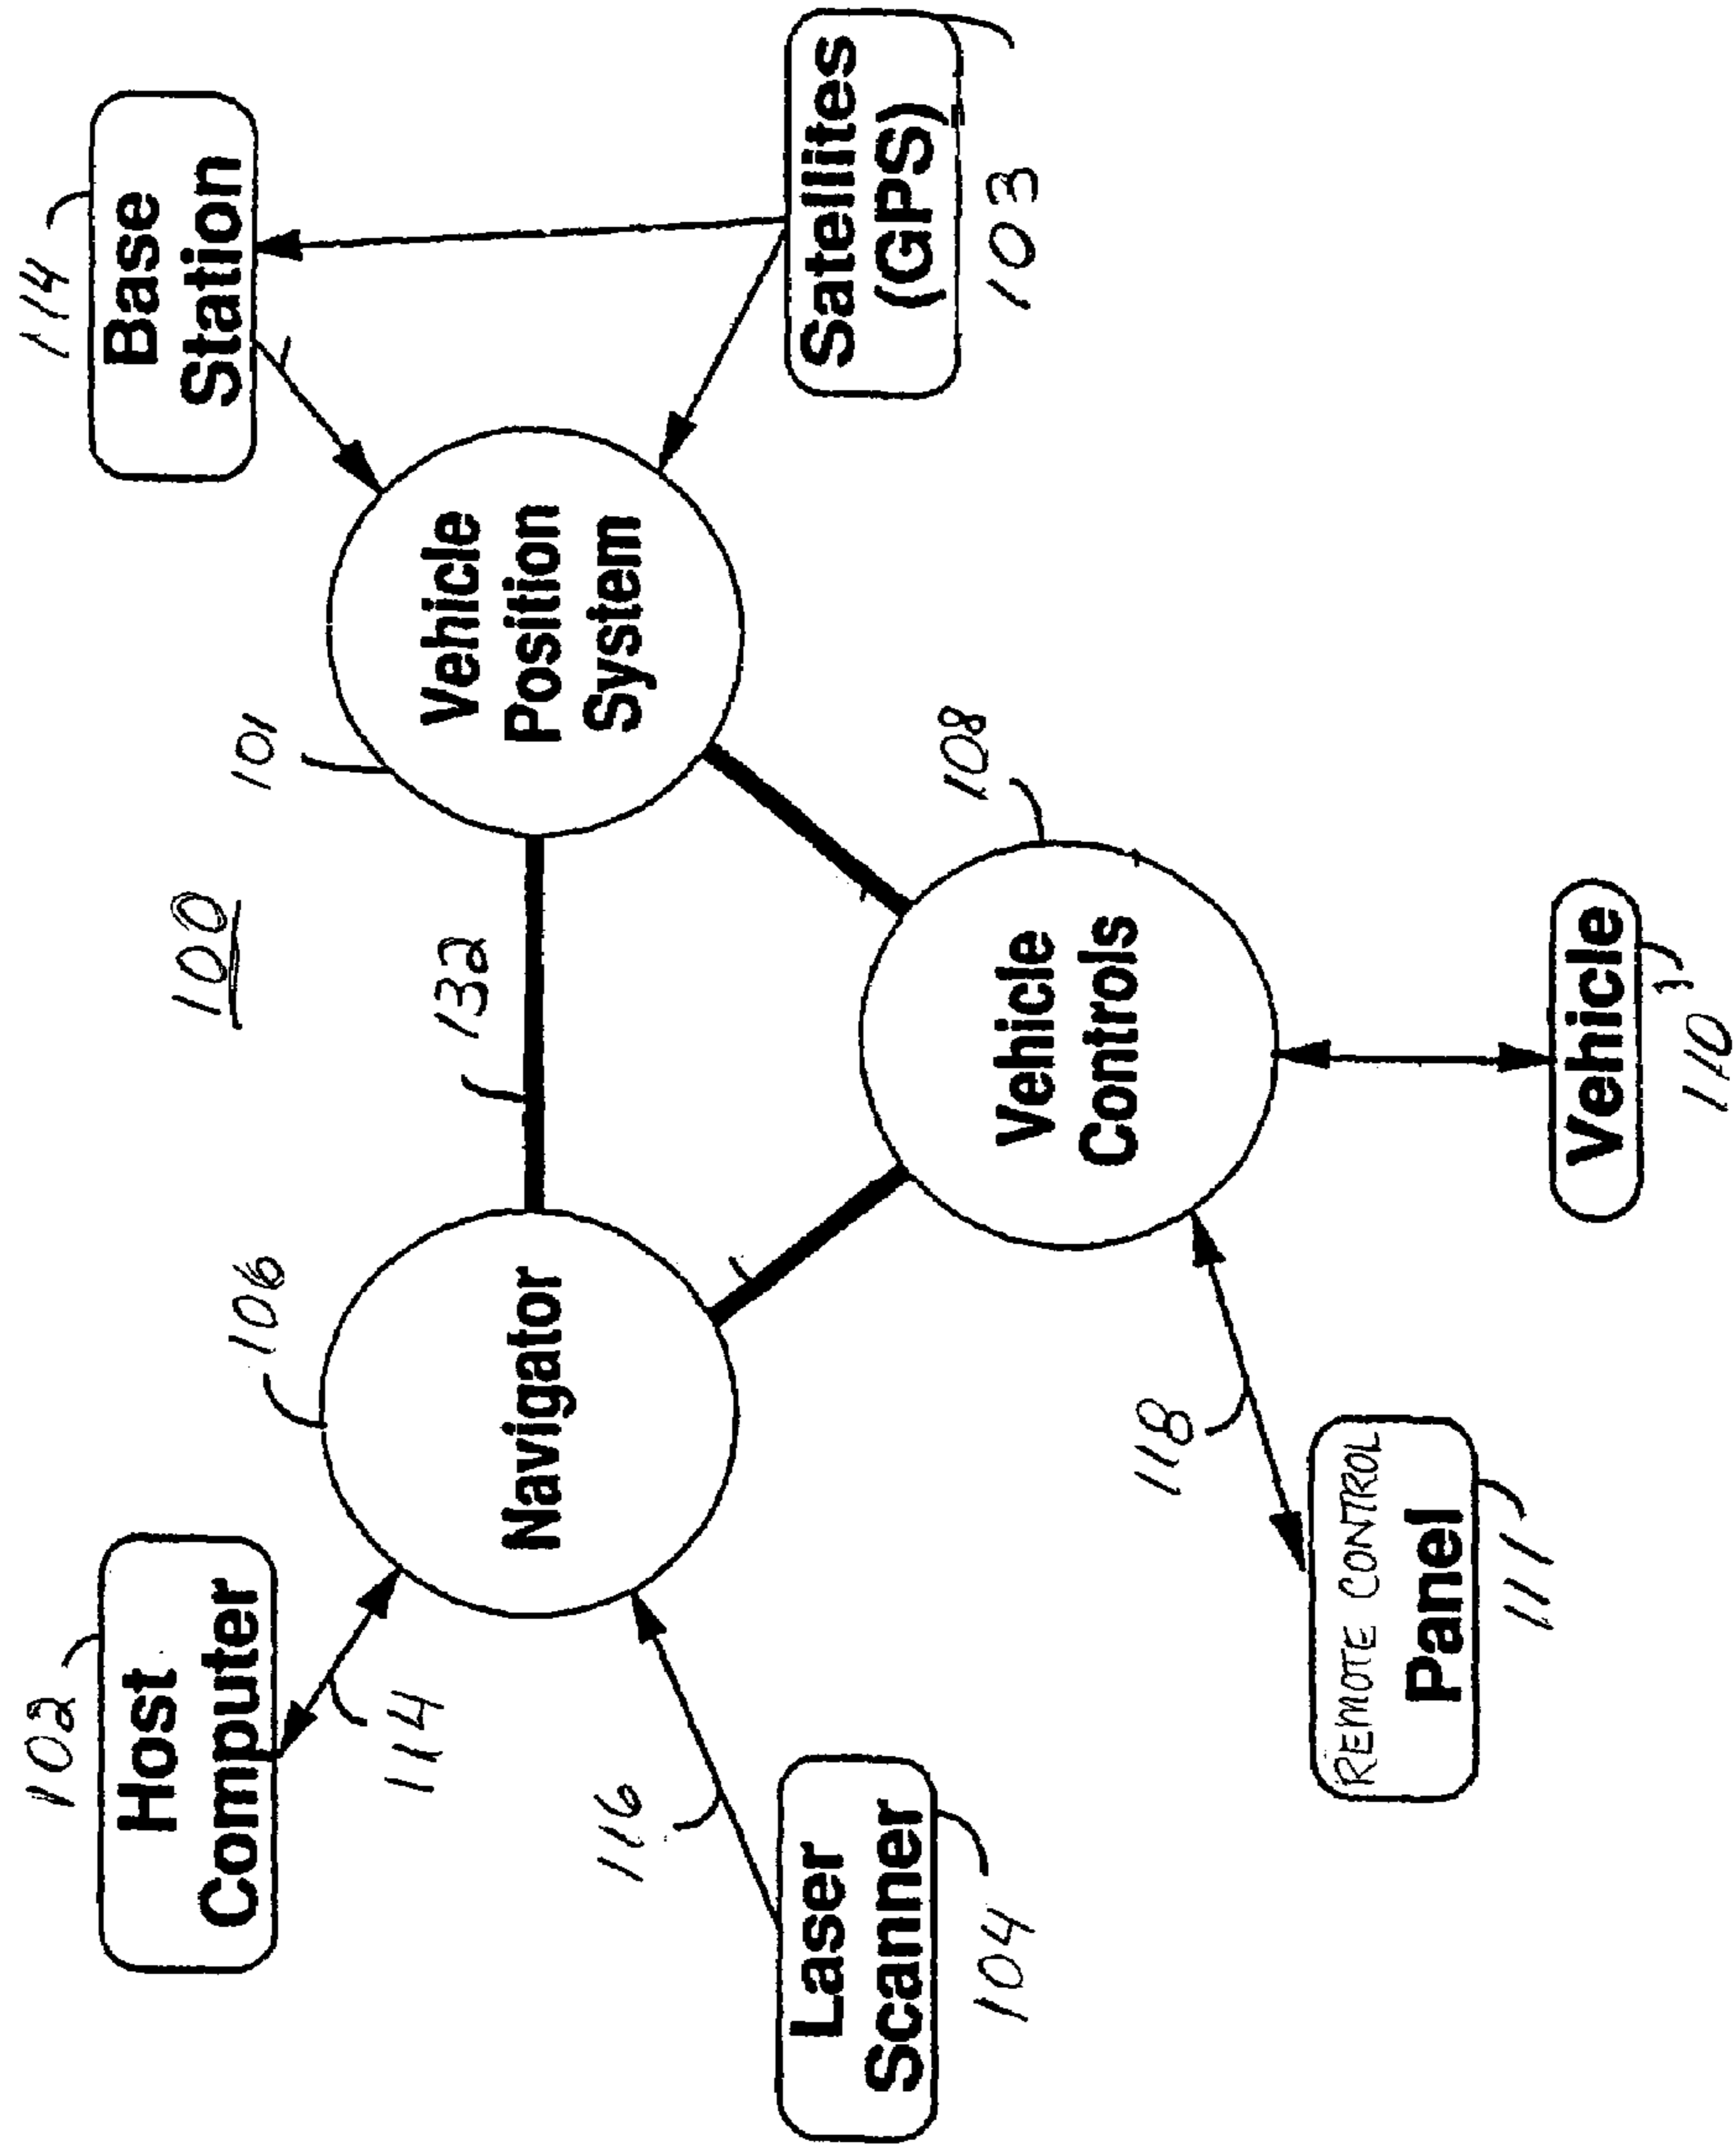 102
Host
Computer
114
106
100
101
114
Base
Station
132
116
Navigator
Vehicle
Position
System
Laser
Scanner
104
118
108
Satellites
(GPS)
103
REMOTE CONTROL
Panel
111
Vehicle
Controls
Vehicle
110